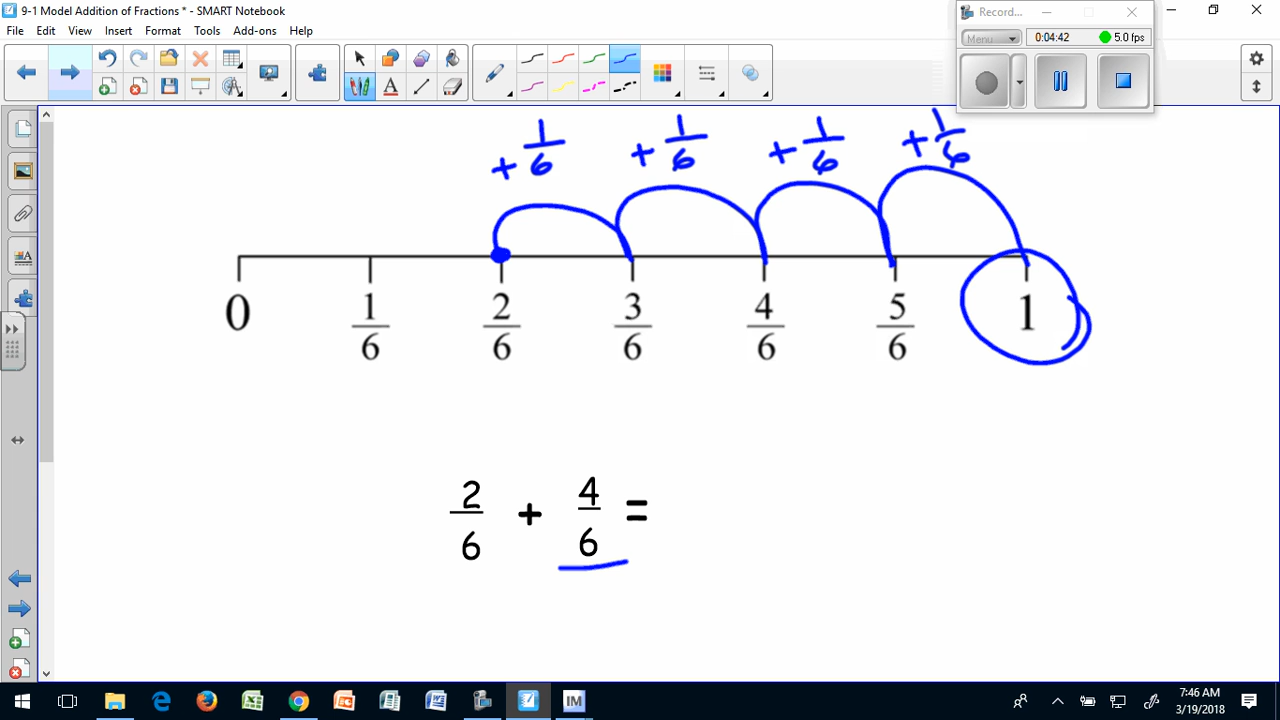 9-1 Model Addition of Fractions * - SMART Notebook
Record...
File Edit View Insert Format Tools Add-ons Help
Menu 0:04:42 5.0 fps
+ 1/6 + 1/6 + 1/6 + 1/6
0 1/6 2/6 3/6 4/6 5/6 1
2/6 + 4/6 =
7:46 AM
3/19/2018